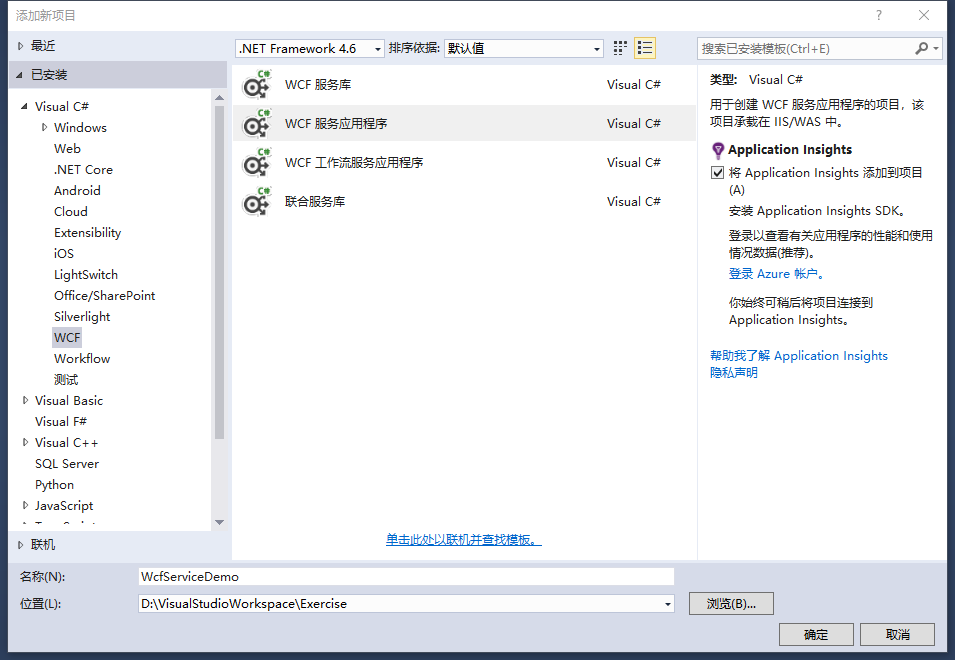 添加新项目
?
最近
.NET Framework 4.6
排序依据:
默认值
搜索已安装模板(Ctrl+E)
已安装
Visual C#
Windows
Web
.NET Core
Android
Cloud
Extensibility
iOS
LightSwitch
Office/SharePoint
Silverlight
WCF
Workflow
测试
Visual Basic
Visual F#
Visual C++
SQL Server
Python
JavaScript
联机
WCF 服务库 Visual C#
WCF 服务应用程序 Visual C#
WCF 工作流服务应用程序 Visual C#
联合服务库 Visual C#
单击此处以联机并查找模板。
类型: Visual C#
用于创建 WCF 服务应用程序的项目，该
项目承载在 IIS/WAS 中。
Application Insights
将 Application Insights 添加到项目
(A)
安装 Application Insights SDK。
登录以查看有关应用程序的性能和使用
情况数据(推荐)。
登录 Azure 帐户。
你始终可稍后将项目连接到
Application Insights。
帮助我了解 Application Insights
隐私声明
名称(N):
WcfServiceDemo
位置(L):
D:\VisualStudioWorkspace\Exercise
浏览(B)...
确定
取消